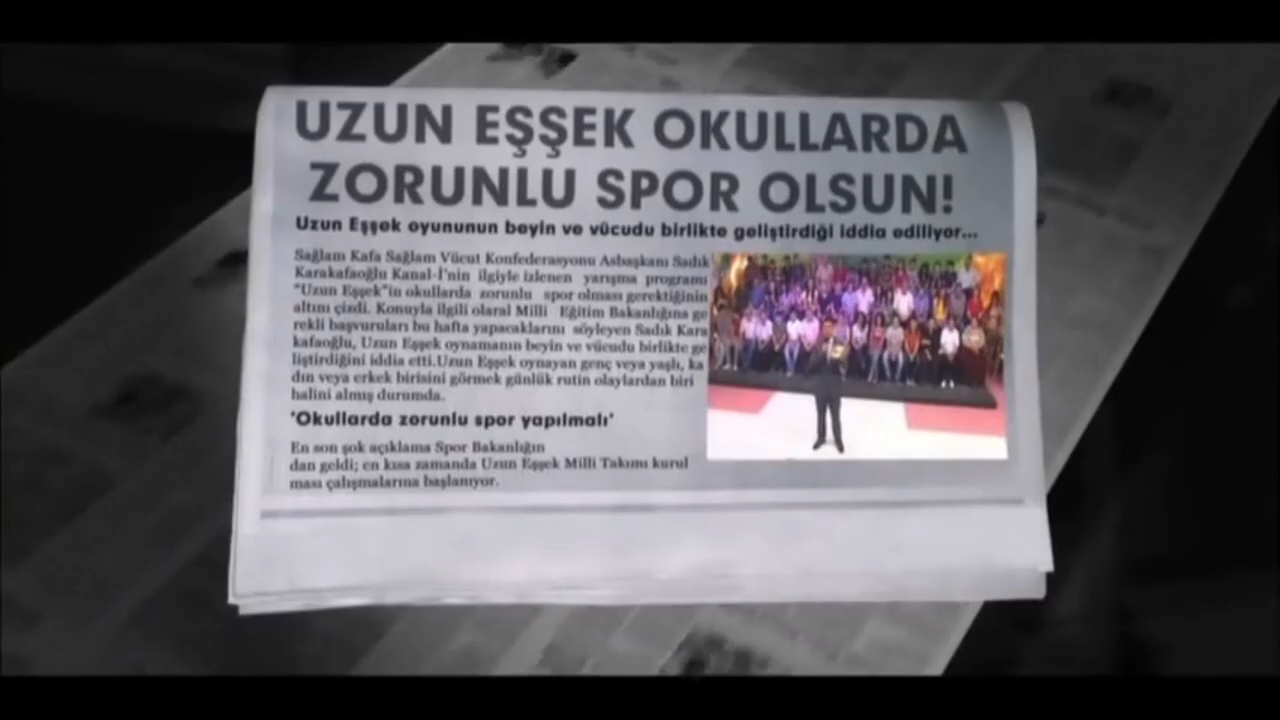 UZUN EŞŞEK OKULLARDA
ZORUNLU SPOR OLSUN!
Uzun Eşşek oyununun beyin ve vücudu birlikte geliştirdiği iddia ediliyor...
Sağlam Kafa Sağlam Vücut Konfederasyonu Asbaşkanı Sadık
Karakafaoğlu Kanal-İ'nin ilgiyle izlenen yarışma programı
"Uzun Eşşek"in okullarda zorunlu spor olması gerektiğinin
altını çizdi. Konuyla ilgili olaral Milli Eğitim Bakanlığına ge
rekli başvuruları bu hafta yapacaklarını söyleyen Sadık Kara
kafaoğlu, Uzun Eşşek oynamanın beyin ve vücudu birlikte ge
liştirdiğini iddia etti.Uzun Eşşek oynayan genç veya yaşlı, ka
dın veya erkek birisini görmek günlük rutin olaylardan biri
halini almış durumda.
'Okullarda zorunlu spor yapılmalı'
En son şok açıklama Spor Bakanlığın
dan geldi; en kısa zamanda Uzun Eşşek Milli Takımı kurul
ması çalışmalarına başlanıyor.